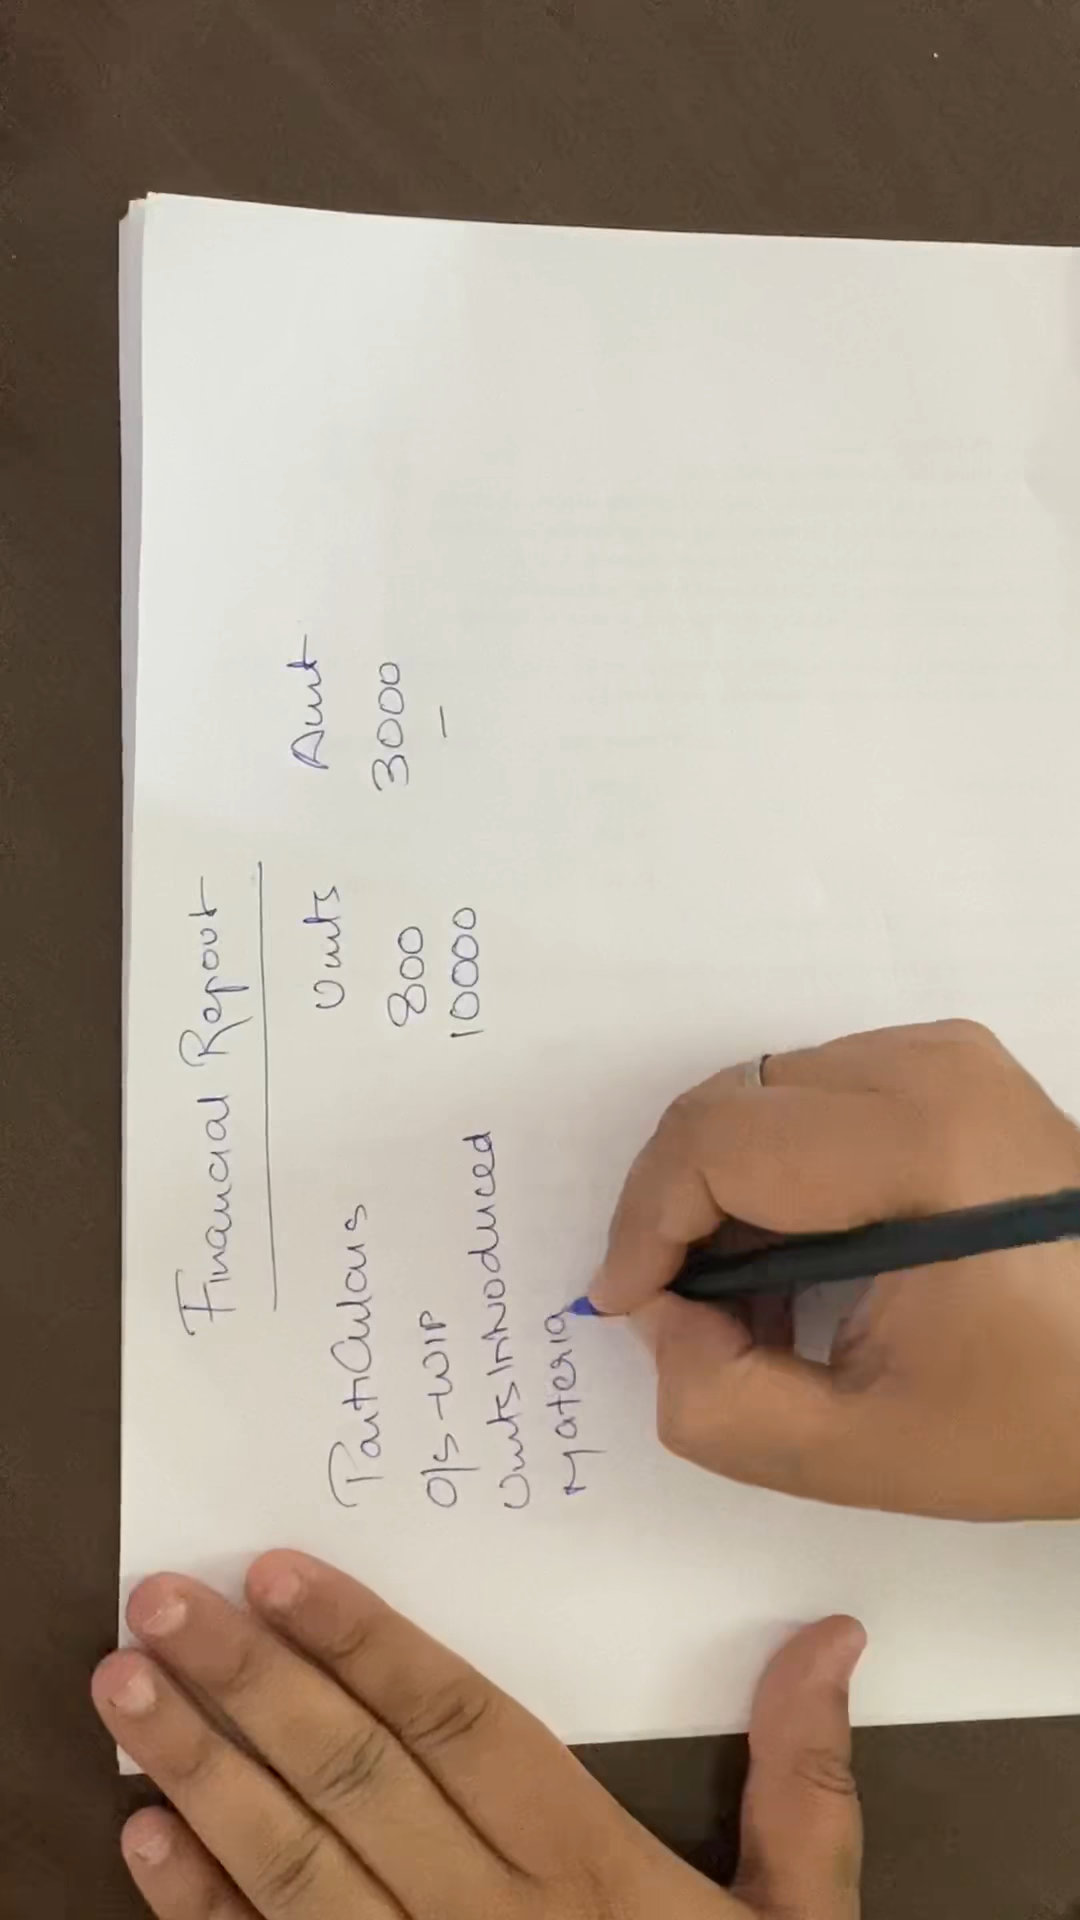 Financial Report
Particulars Units Amt
O/S-WIP 800 3000
Units Introduced 10000 -
Materia